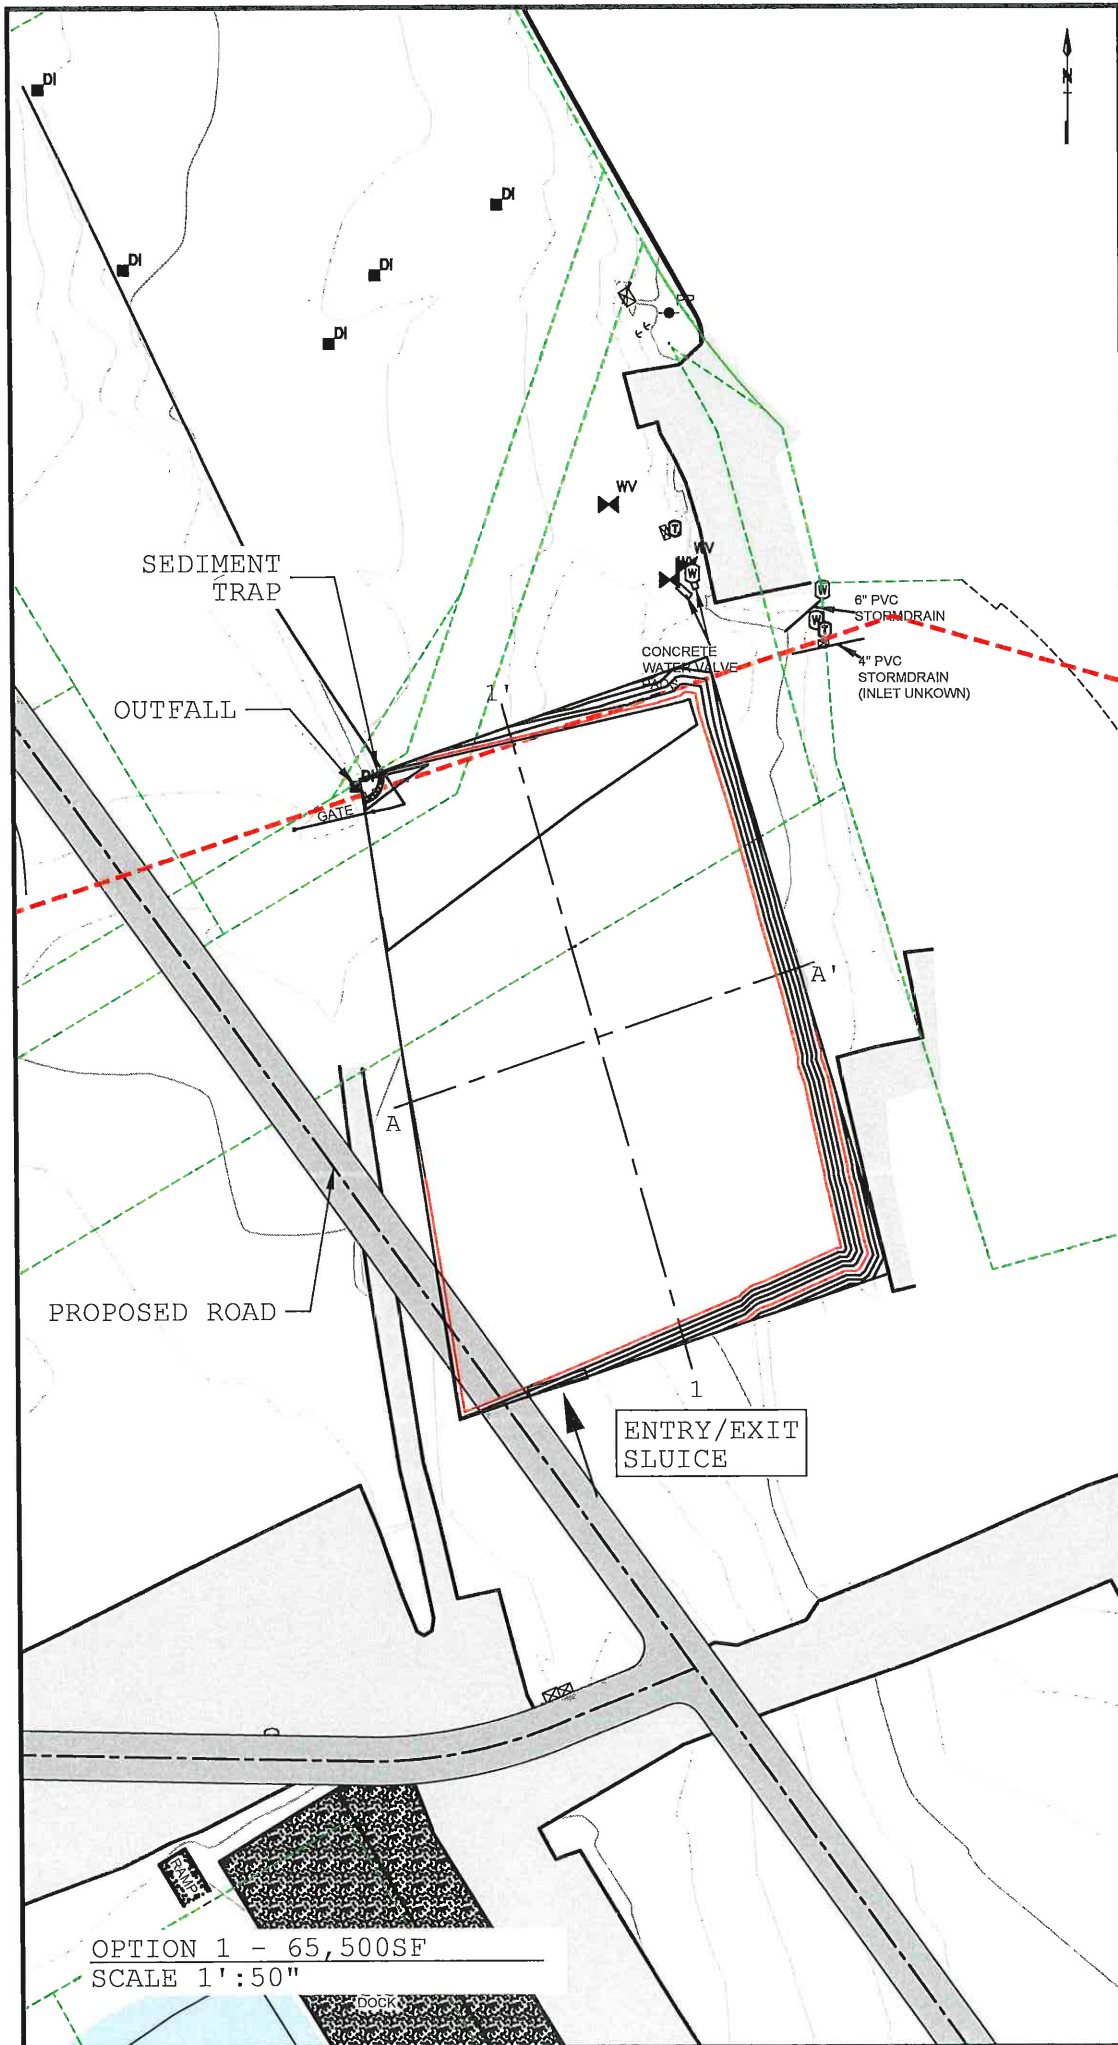 N
DI
DI
DI
DI
DI
WV
T
WV
W
W
6" PVC
STORMDRAIN
W
T
4" PVC
STORMDRAIN
(INLET UNKOWN)
CONCRETE
WATER VALVE
PADS
SEDIMENT
TRAP
1'
OUTFALL
DI
GATE
A'
A
PROPOSED ROAD
1
ENTRY/EXIT
SLUICE
RAMP
OPTION 1 - 65,500SF
SCALE 1':50"
DOCK